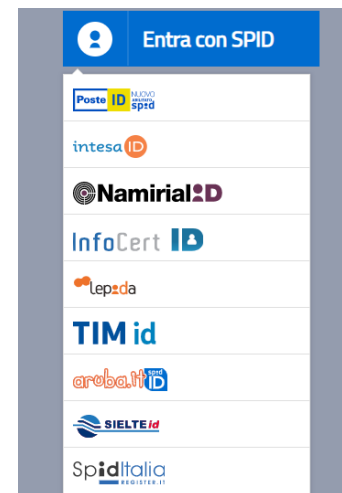 Entra con SPID
Poste ID NUOVO
spid
intesa ID
Namirial ID
InfoCert ID
lepida
TIM id
aruba.it spid ID
SIELTE id
SpidItalia
REGISTER.IT